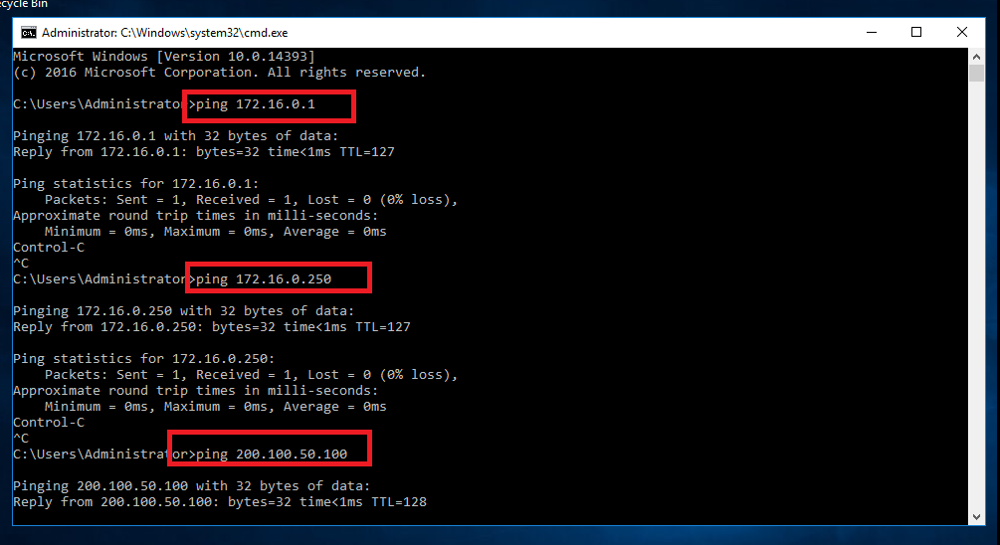 ecycle Bin
Administrator: C:\Windows\system32\cmd.exe
Microsoft Windows [Version 10.0.14393]
(c) 2016 Microsoft Corporation. All rights reserved.
C:\Users\Administrator>ping 172.16.0.1
Pinging 172.16.0.1 with 32 bytes of data:
Reply from 172.16.0.1: bytes=32 time<1ms TTL=127
Ping statistics for 172.16.0.1:
    Packets: Sent = 1, Received = 1, Lost = 0 (0% loss),
Approximate round trip times in milli-seconds:
    Minimum = 0ms, Maximum = 0ms, Average = 0ms
Control-C
^C
C:\Users\Administrator>ping 172.16.0.250
Pinging 172.16.0.250 with 32 bytes of data:
Reply from 172.16.0.250: bytes=32 time<1ms TTL=127
Ping statistics for 172.16.0.250:
    Packets: Sent = 1, Received = 1, Lost = 0 (0% loss),
Approximate round trip times in milli-seconds:
    Minimum = 0ms, Maximum = 0ms, Average = 0ms
Control-C
^C
C:\Users\Administrator>ping 200.100.50.100
Pinging 200.100.50.100 with 32 bytes of data:
Reply from 200.100.50.100: bytes=32 time<1ms TTL=128